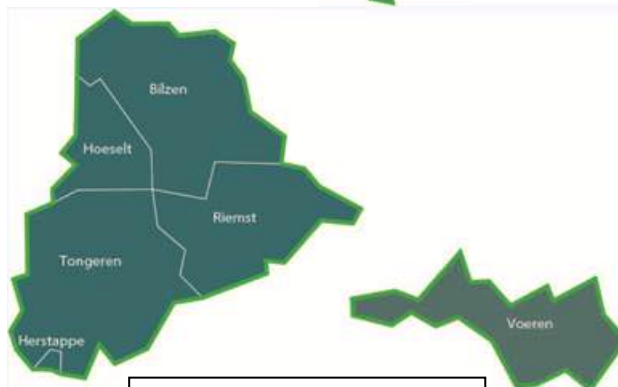 Bilzen
Hoeselt
Riemst
Tongeren
Voeren
Herstappe